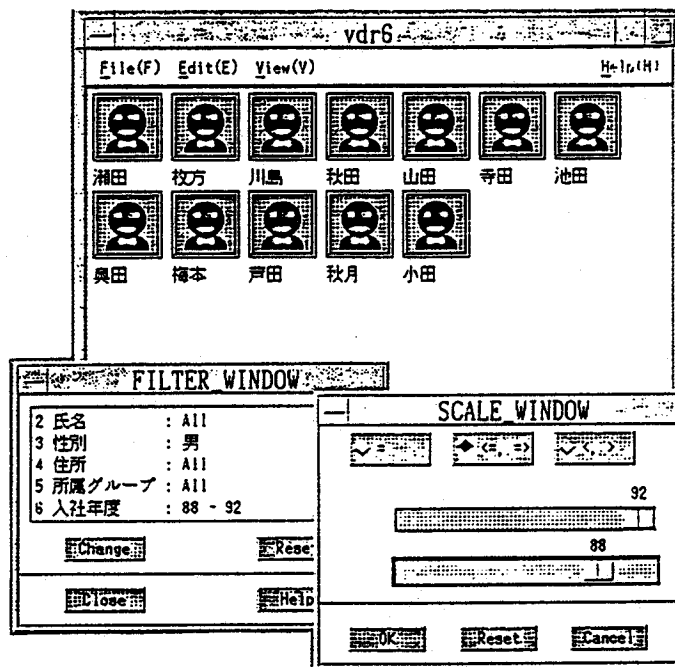 vdr6
File(F) Edit(E) View(V) Help(H)
瀬田 枚方 川島 秋田 山田 寺田 池田
奥田 梅本 芦田 秋月 小田
FILTER_WINDOW
2 氏名 : All
3 性別 : 男
4 住所 : All
5 所属グループ : All
6 入社年度 : 88 - 92
Change Rese
Close Help
SCALE_WINDOW
= <=, => <, >
92
88
OK Reset Cancel